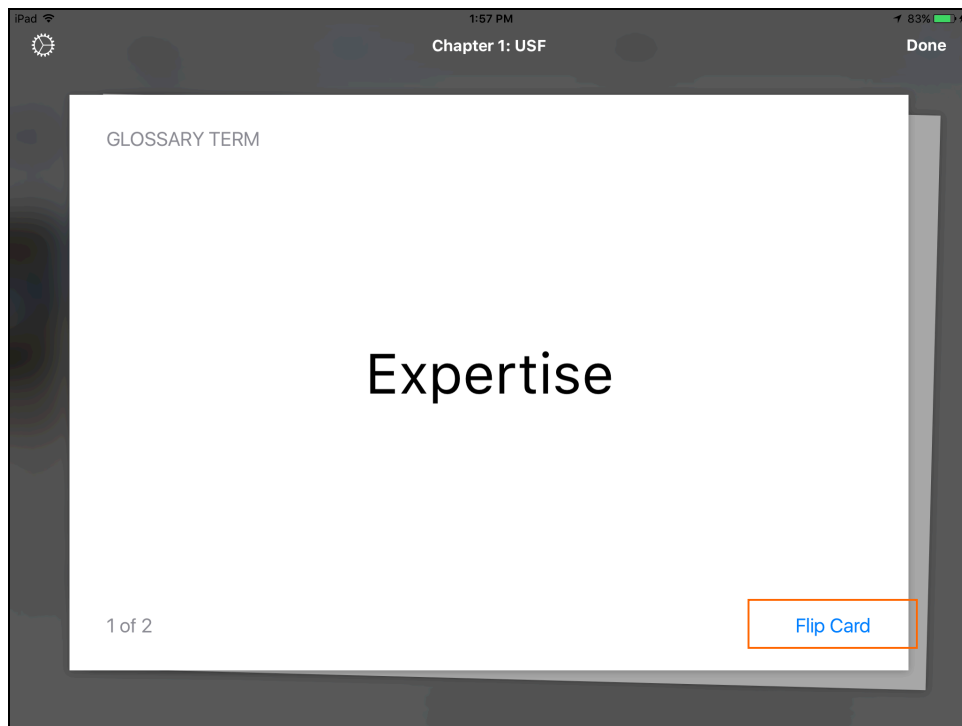 iPad 1:57 PM 83%
Chapter 1: USF Done
GLOSSARY TERM
Expertise
1 of 2 Flip Card